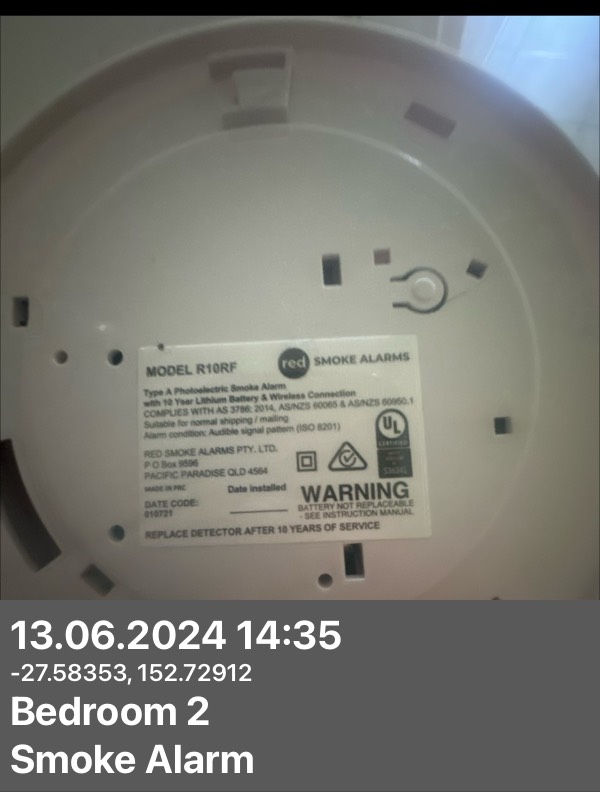 MODEL R10RF
red SMOKE ALARMS
Type A Photoelectric Smoke Alarm
with 10 Year Lithium Battery & Wireless Connection
COMPLIES WITH AS 3786: 2014, AS/NZS 60065 & AS/NZS 60950.1
Suitable for normal shipping / mailing
Alarm condition: Audible signal pattern (ISO 8201)
RED SMOKE ALARMS PTY. LTD.
P O Box 9596
PACIFIC PARADISE QLD 4564
MADE IN PRC
UL
CERTIFIED
Date installed
DATE CODE:
010721
WARNING
BATTERY NOT REPLACEABLE
- SEE INSTRUCTION MANUAL
REPLACE DETECTOR AFTER 10 YEARS OF SERVICE
13.06.2024 14:35
-27.58353, 152.72912
Bedroom 2
Smoke Alarm